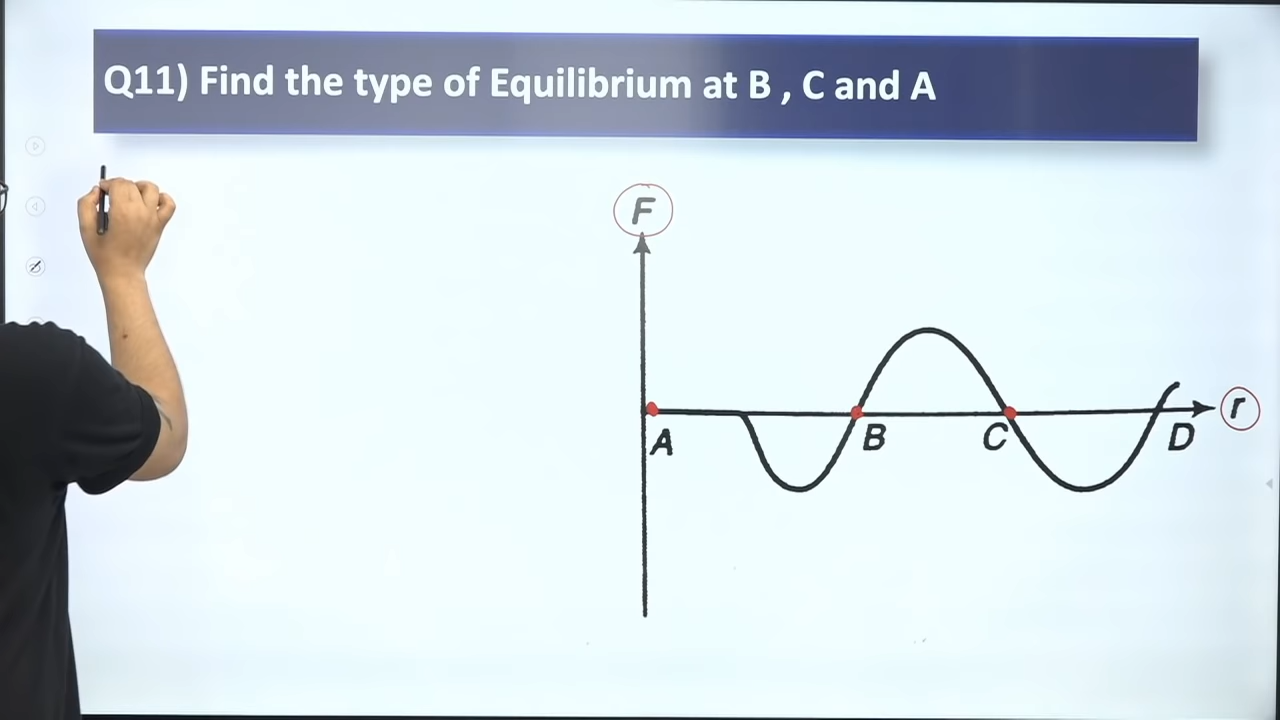 Q11) Find the type of Equilibrium at B , C and A
F
A
B
C
D
r